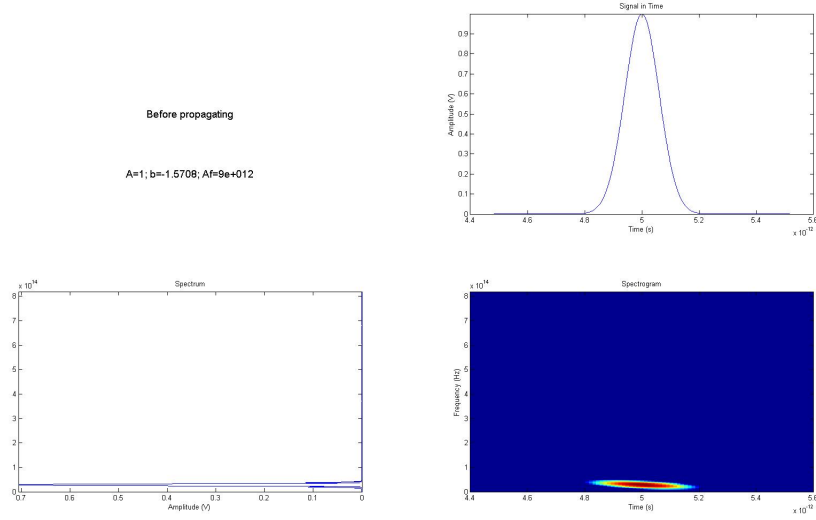 Before propagating
A=1; b=-1.5708; Af=9e+012
Signal in Time
Amplitude (V)
0.9
0.8
0.7
0.6
0.5
0.4
0.3
0.2
0.1
0
4.4 4.6 4.8 5 5.2 5.4 5.6
Time (s)
x 10^-12
Spectrum
x 10^14
8
7
6
5
4
3
2
1
0
0.7 0.6 0.5 0.4 0.3 0.2 0.1 0
Amplitude (V)
Spectrogram
x 10^14
Frequency (Hz)
8
7
6
5
4
3
2
1
0
4.4 4.6 4.8 5 5.2 5.4 5.6
Time (s)
x 10^-12